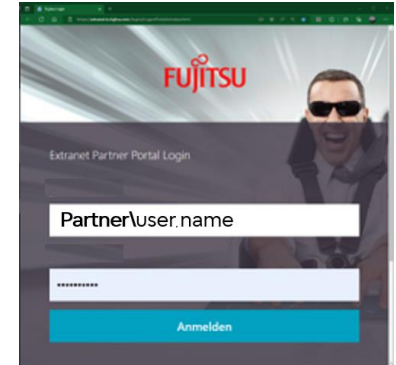 FUJITSU
Extranet Partner Portal Login
Partner\user.name
••••••••••
Anmelden